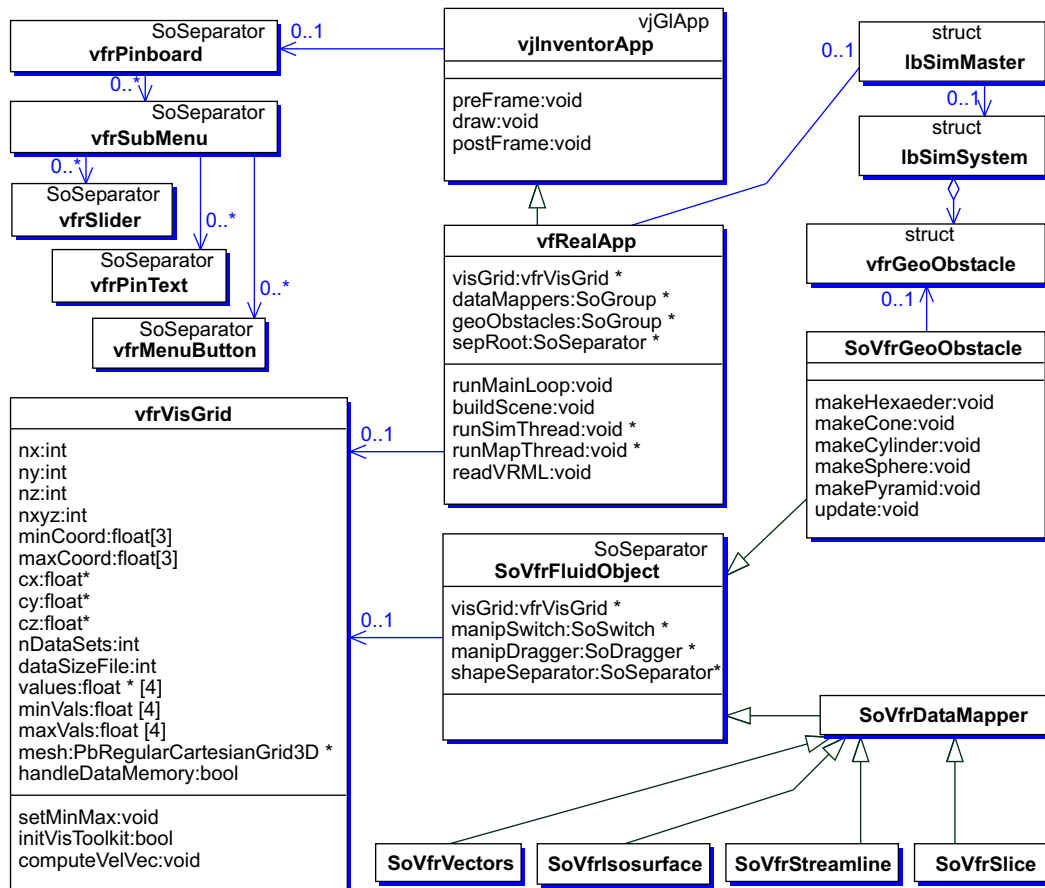 SoSeparator
vfrPinboard
0..*
SoSeparator
vfrSubMenu
0..*
SoSeparator
vfrSlider
0..*
SoSeparator
vfrPinText
0..*
SoSeparator
vfrMenuButton
0..1
vjGlApp
vjInventorApp
preFrame:void
draw:void
postFrame:void
0..1
struct
lbSimMaster
0..1
struct
lbSimSystem
struct
vfrGeoObstacle
0..1
SoVfrGeoObstacle
makeHexaeder:void
makeCone:void
makeCylinder:void
makeSphere:void
makePyramid:void
update:void
vfRealApp
visGrid:vfrVisGrid *
dataMappers:SoGroup *
geoObstacles:SoGroup *
sepRoot:SoSeparator *
runMainLoop:void
buildScene:void
runSimThread:void *
runMapThread:void *
readVRML:void
0..1
vfrVisGrid
nx:int
ny:int
nz:int
nxyz:int
minCoord:float[3]
maxCoord:float[3]
cx:float*
cy:float*
cz:float*
nDataSets:int
dataSizeFile:int
values:float * [4]
minVals:float [4]
maxVals:float [4]
mesh:PbRegularCartesianGrid3D *
handleDataMemory:bool
setMinMax:void
initVisToolkit:bool
computeVelVec:void
0..1
SoSeparator
SoVfrFluidObject
visGrid:vfrVisGrid *
manipSwitch:SoSwitch *
manipDragger:SoDragger *
shapeSeparator:SoSeparator*
SoVfrDataMapper
SoVfrVectors
SoVfrIsosurface
SoVfrStreamline
SoVfrSlice